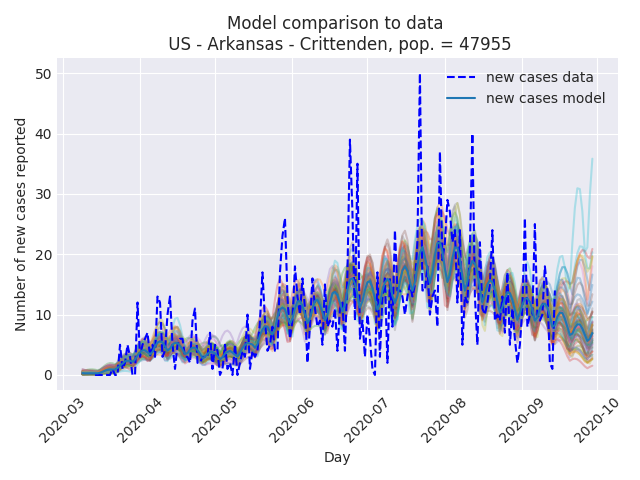 Model comparison to data
US - Arkansas - Crittenden, pop. = 47955
new cases data
new cases model
Number of new cases reported
50
40
30
20
10
0
2020-03
2020-04
2020-05
2020-06
2020-07
2020-08
2020-09
2020-10
Day